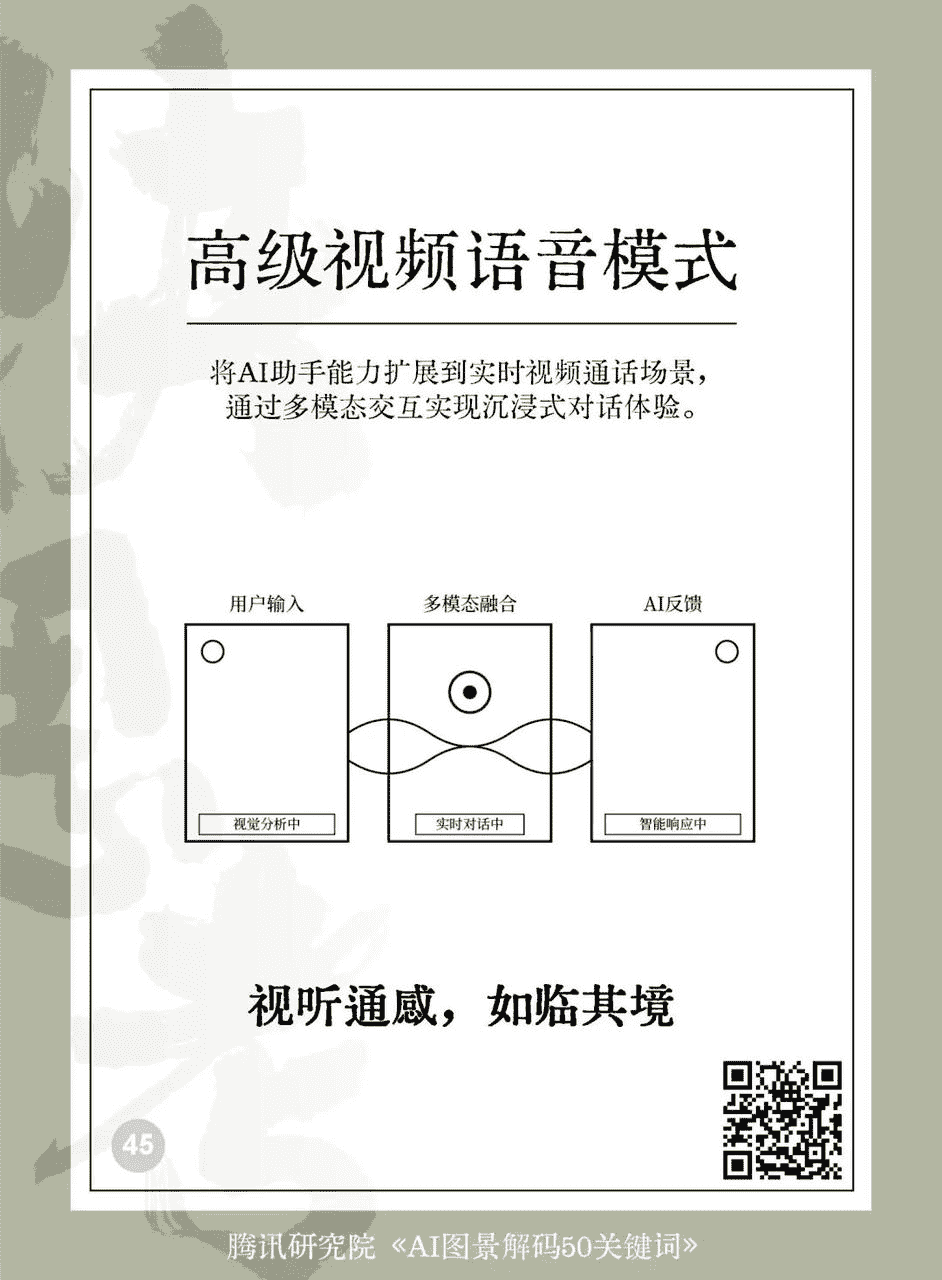 高级视频语音模式
将AI助手能力扩展到实时视频通话场景，
通过多模态交互实现沉浸式对话体验。
用户输入
多模态融合
AI反馈
视觉分析中
实时对话中
智能响应中
视听通感，如临其境
45
腾讯研究院《AI图景解码50关键词》